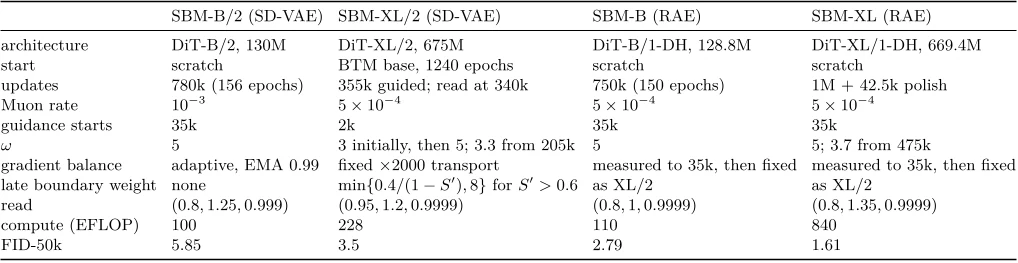 SBM-B/2 (SD-VAE) SBM-XL/2 (SD-VAE) SBM-B (RAE) SBM-XL (RAE)
architecture DiT-B/2, 130M DiT-XL/2, 675M DiT-B/1-DH, 128.8M DiT-XL/1-DH, 669.4M
start scratch BTM base, 1240 epochs scratch scratch
updates 780k (156 epochs) 355k guided; read at 340k 750k (150 epochs) 1M + 42.5k polish
Muon rate 10⁻³ 5 × 10⁻⁴ 5 × 10⁻⁴ 5 × 10⁻⁴
guidance starts 35k 2k 35k 35k
ω 5 3 initially, then 5; 3.3 from 205k 5 5; 3.7 from 475k
gradient balance adaptive, EMA 0.99 fixed ×2000 transport measured to 35k, then fixed measured to 35k, then fixed
late boundary weight none min{0.4/(1 − S′), 8} for S′ > 0.6 as XL/2 as XL/2
read (0.8, 1.25, 0.999) (0.95, 1.2, 0.9999) (0.8, 1, 0.9999) (0.8, 1.35, 0.9999)
compute (EFLOP) 100 228 110 840
FID-50k 5.85 3.5 2.79 1.61